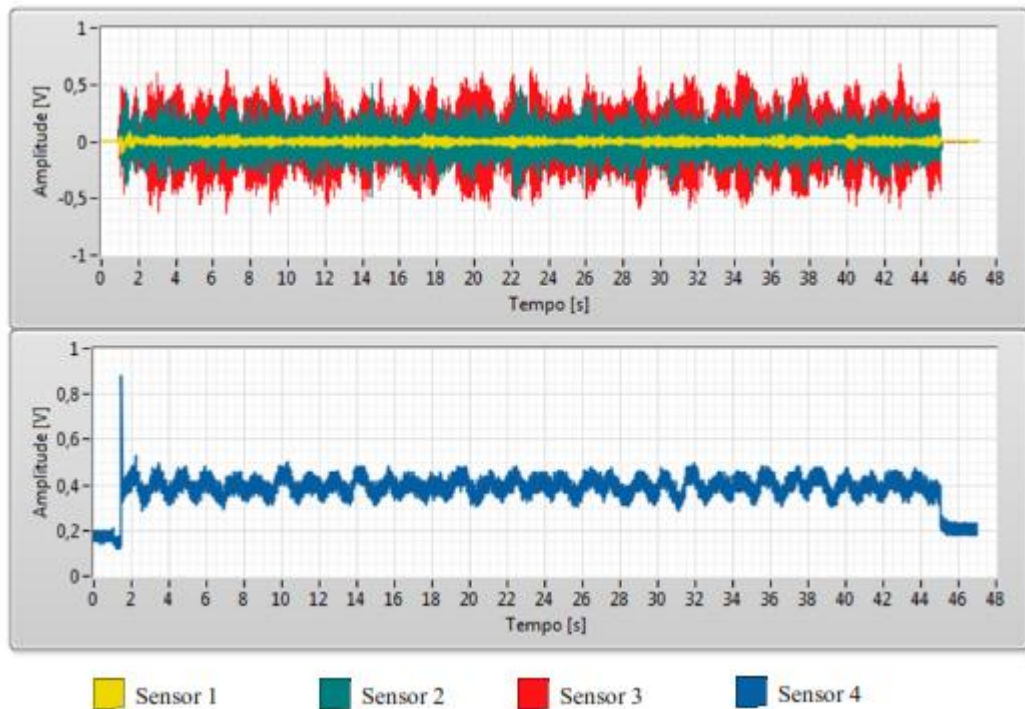 1
0,5
0
-0,5
-1
Amplitude [V]
0 2 4 6 8 10 12 14 16 18 20 22 24 26 28 30 32 34 36 38 40 42 44 46 48
Tempo [s]
1
0,8
0,6
0,4
0,2
0
Amplitude [V]
0 2 4 6 8 10 12 14 16 18 20 22 24 26 28 30 32 34 36 38 40 42 44 46 48
Tempo [s]
Sensor 1 Sensor 2 Sensor 3 Sensor 4